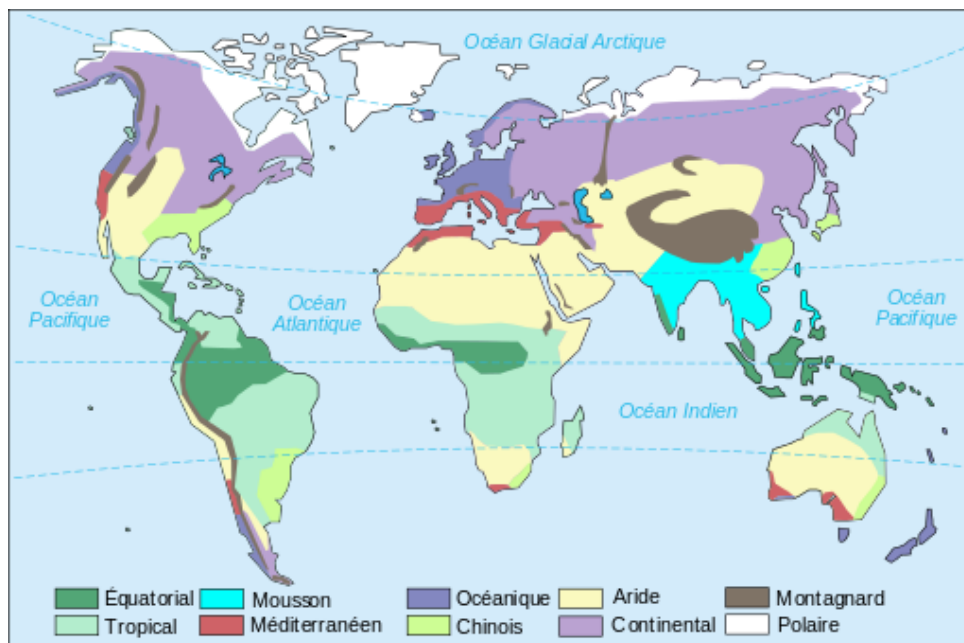 Océan Glacial Arctique
Océan
Pacifique
Océan
Atlantique
Océan
Pacifique
Océan Indien
Équatorial
Mousson
Océanique
Aride
Montagnard
Tropical
Méditerranéen
Chinois
Continental
Polaire